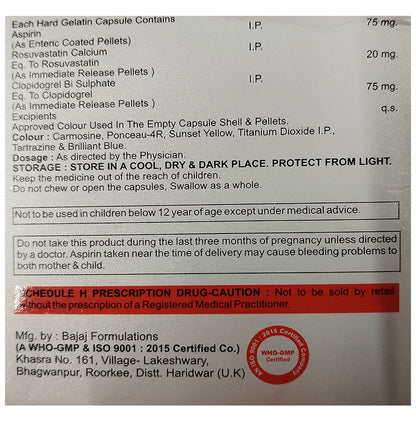 Each Hard Gelatin Capsule Contains
Aspirin I.P. 75 mg.
(As Enteric Coated Pellets)
Rosuvastatin Calcium I.P.
Eq. To Rosuvastatin 20 mg.
(As Immediate Release Pellets )
Clopidogrel Bi Sulphate I.P.
Eq. To Clopidogrel 75 mg.
(As Immediate Release Pellets )
Excipients q.s.
Approved Colour Used In The Empty Capsule Shell & Pellets.
Colour : Carmosine, Ponceau-4R, Sunset Yellow, Titanium Dioxide I.P.,
Tartrazine & Brilliant Blue.
Dosage : As directed by the Physician.
STORAGE : STORE IN A COOL, DRY & DARK PLACE. PROTECT FROM LIGHT.
Keep the medicine out of the reach of children.
Do not chew or open the capsules, Swallow as a whole.
Not to be used in children below 12 year of age except under medical advice.
Do not take this product during the last three months of pregnancy unless directed
by a doctor. Aspirin taken near the time of delivery may cause bleeding problems to
both mother & child.
SCHEDULE H PRESCRIPTION DRUG-CAUTION : Not to be sold by retail
without the prescription of a Registered Medical Practitioner.
Mfg. by : Bajaj Formulations
(A WHO-GMP & ISO 9001 : 2015 Certified Co.)
Khasra No. 161, Village- Lakeshwary,
Bhagwanpur, Roorkee, Distt. Haridwar (U.K)
AN ISO 9001 : 2015 Certified Company
WHO-GMP
Certified